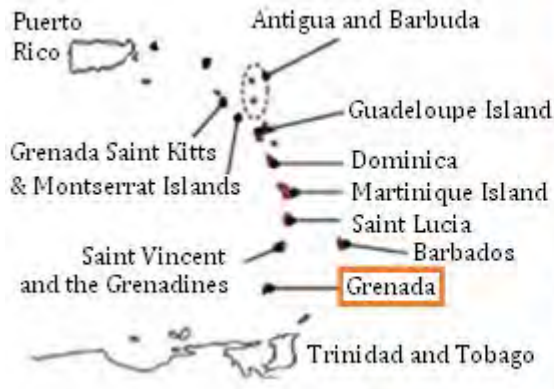 Puerto
Rico
Antigua and Barbuda
Guadeloupe Island
Grenada Saint Kitts
& Montserrat Islands
Dominica
Martinique Island
Saint Lucia
Barbados
Saint Vincent
and the Grenadines
Grenada
Trinidad and Tobago